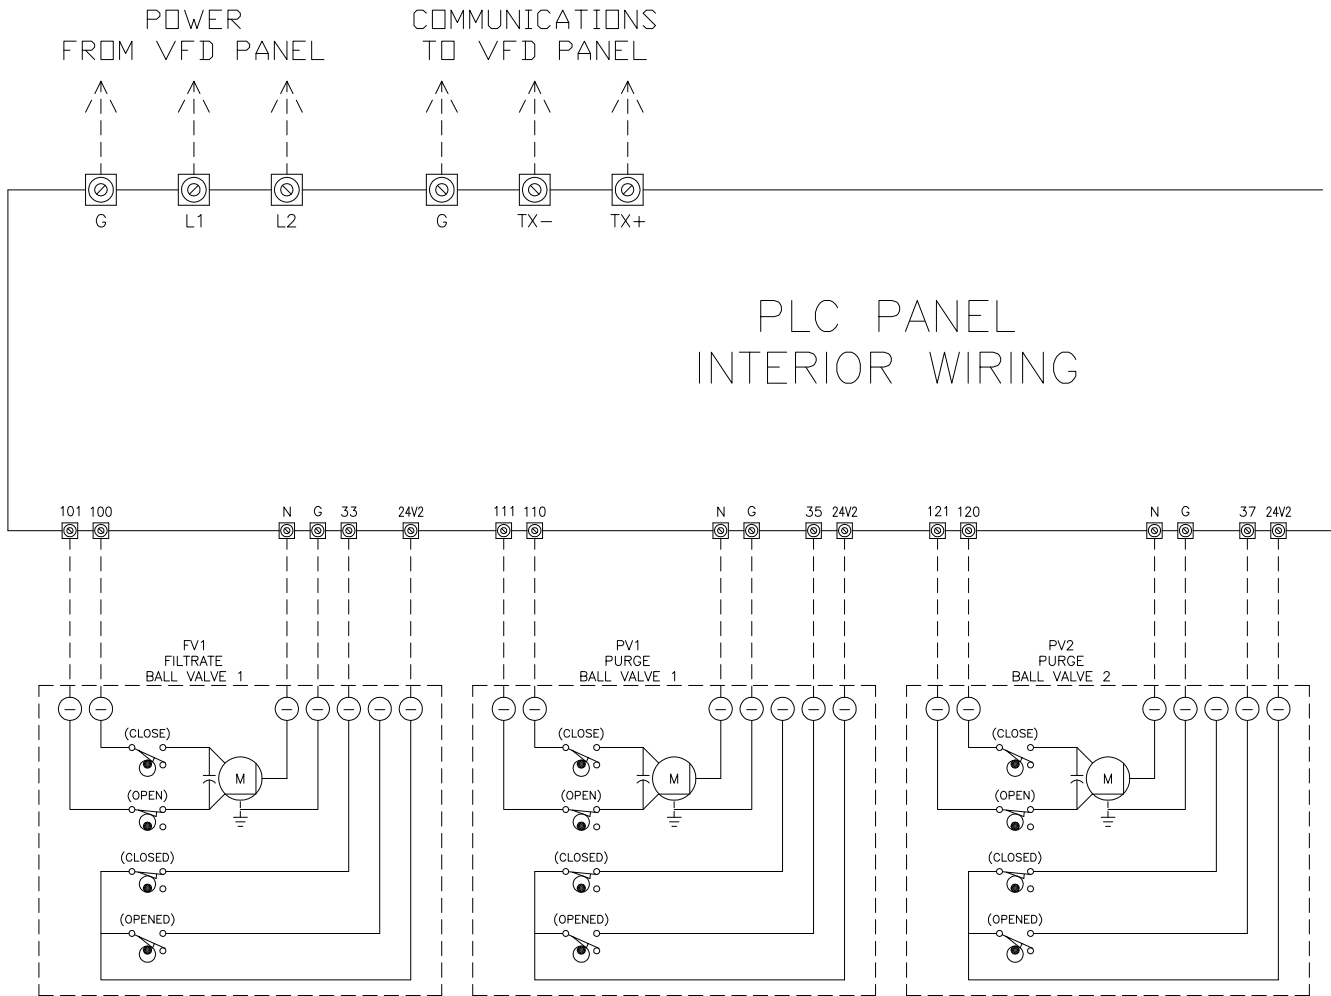 POWER
FROM VFD PANEL
COMMUNICATIONS
TO VFD PANEL
G L1 L2 G TX- TX+
PLC PANEL
INTERIOR WIRING
101 100 N G 33 24V2 111 110 N G 35 24V2 121 120 N G 37 24V2
FV1
FILTRATE
BALL VALVE 1
PV1
PURGE
BALL VALVE 1
PV2
PURGE
BALL VALVE 2
(CLOSE)
M
(OPEN)
(CLOSED)
(OPENED)
(CLOSE)
M
(OPEN)
(CLOSED)
(OPENED)
(CLOSE)
M
(OPEN)
(CLOSED)
(OPENED)